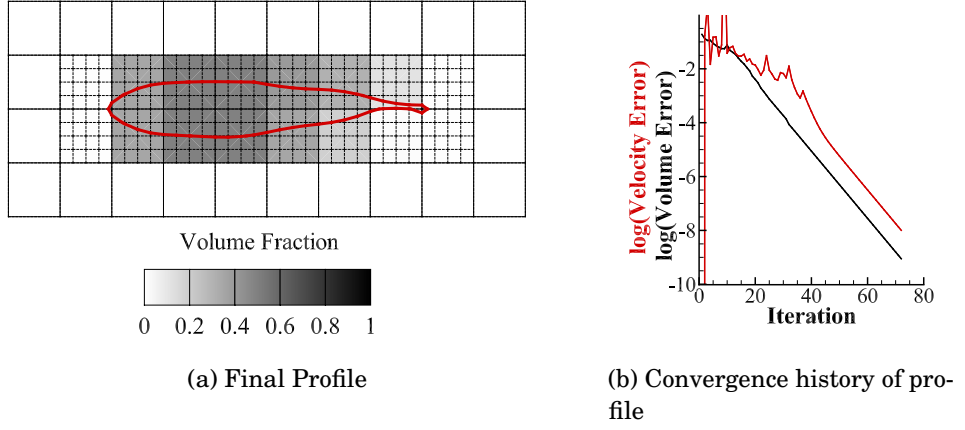 Volume Fraction
0 0.2 0.4 0.6 0.8 1
(a) Final Profile
log(Velocity Error)
log(Volume Error)
-2
-4
-6
-8
-10
0 20 40 60 80
Iteration
(b) Convergence history of pro-
file